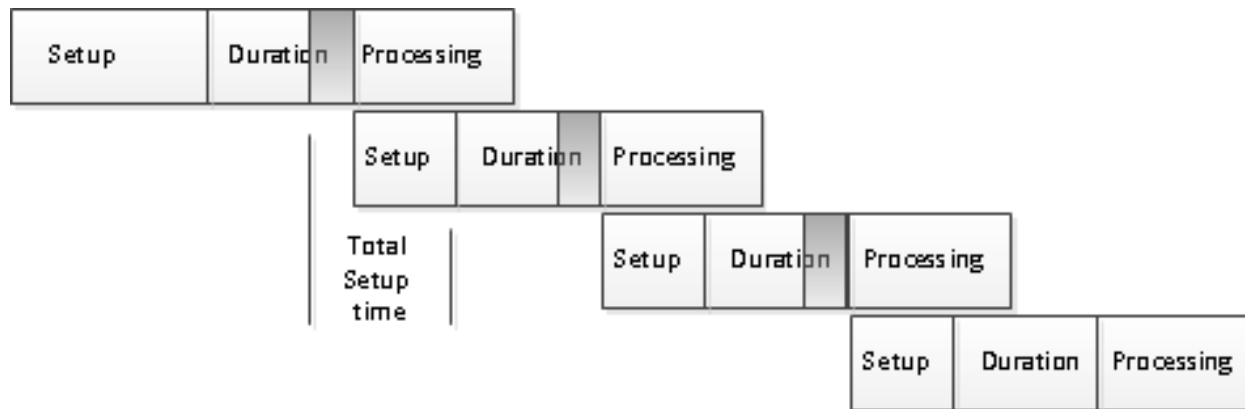 Setup Duration Processing
Setup Duration Processing
Total
Setup
time
Setup Duration Processing
Setup Duration Processing